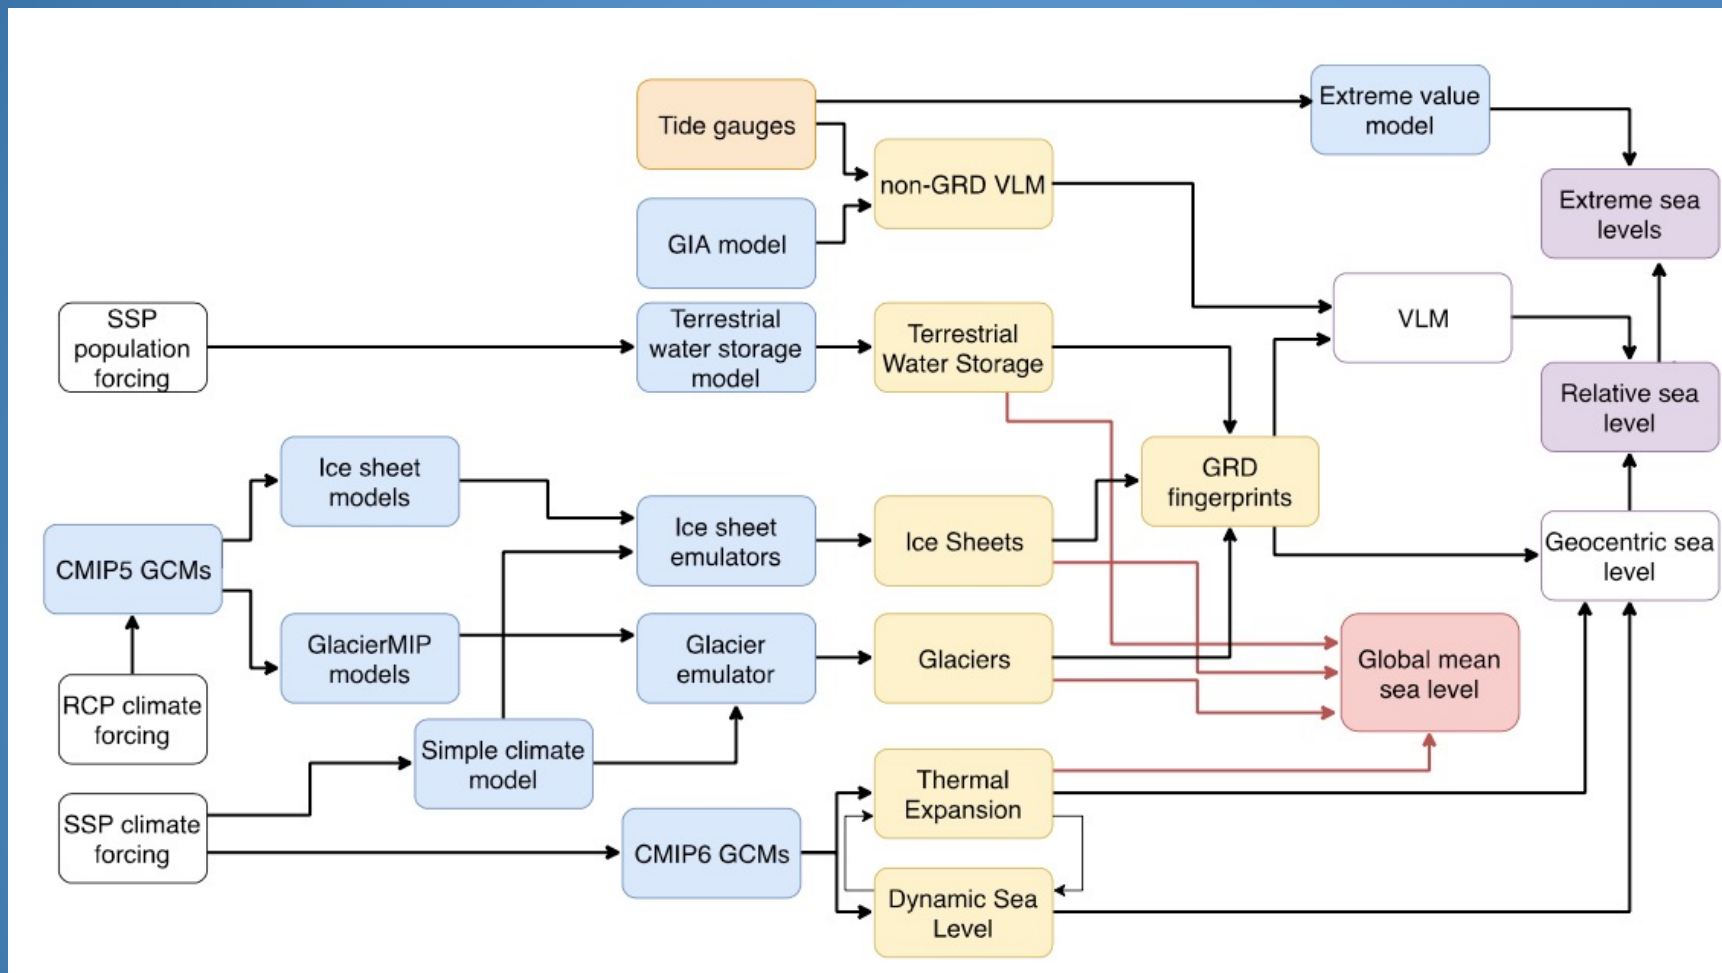 Tide gauges
Extreme value
model
non-GRD VLM
Extreme sea
levels
GIA model
SSP
population
forcing
Terrestrial
water storage
model
Terrestrial
Water Storage
VLM
Relative sea
level
Ice sheet
models
GRD
fingerprints
CMIP5 GCMs
Ice sheet
emulators
Ice Sheets
Geocentric sea
level
GlacierMIP
models
Glacier
emulator
Glaciers
Global mean
sea level
RCP climate
forcing
Simple climate
model
Thermal
Expansion
SSP climate
forcing
CMIP6 GCMs
Dynamic Sea
Level